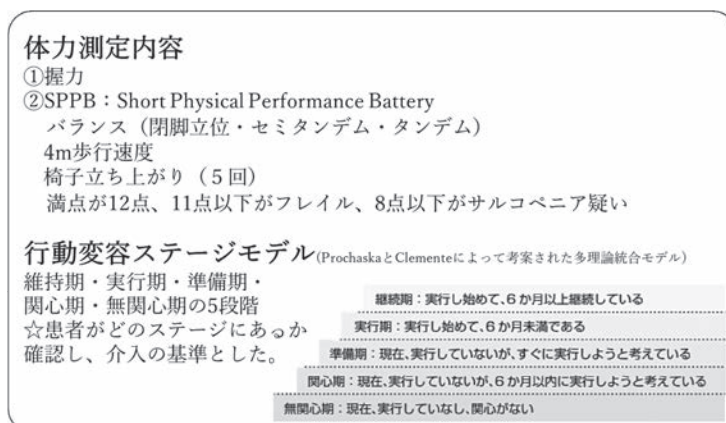 体力測定内容
①握力
②SPPB：Short Physical Performance Battery
バランス（閉脚立位・セミタンデム・タンデム）
4m歩行速度
椅子立ち上がり（５回）
満点が12点、11点以下がフレイル、8点以下がサルコペニア疑い
行動変容ステージモデル(ProchaskaとClementeによって考案された多理論統合モデル)
維持期・実行期・準備期・
関心期・無関心期の5段階
☆患者がどのステージにあっか
確認し、介入の基準とした。
継続期：実行し始めて、6か月以上継続している
実行期：実行し始めて、6か月未満である
準備期：現在、実行していないが、すぐに実行しようと考えている
関心期：現在、実行していないが、6か月以内に実行しようと考えている
無関心期：現在、実行していなし、関心がない